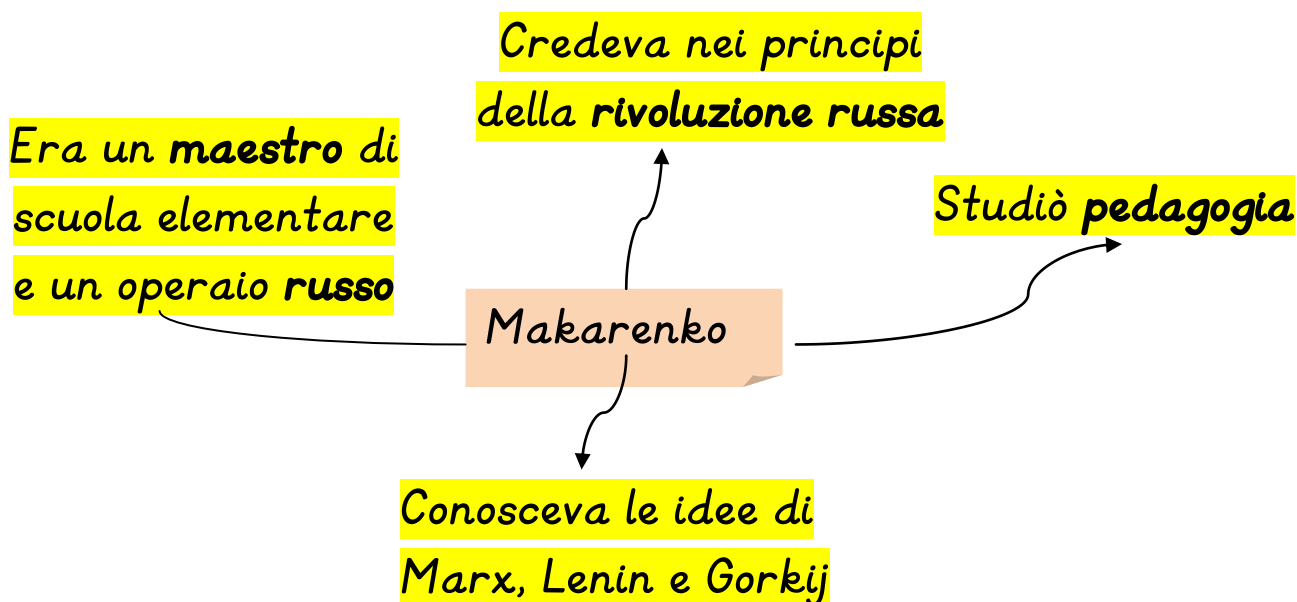 Credeva nei principi
della rivoluzione russa
Era un maestro di
scuola elementare
e un operaio russo
Studiò pedagogia
Makarenko
Conosceva le idee di
Marx, Lenin e Gorkij